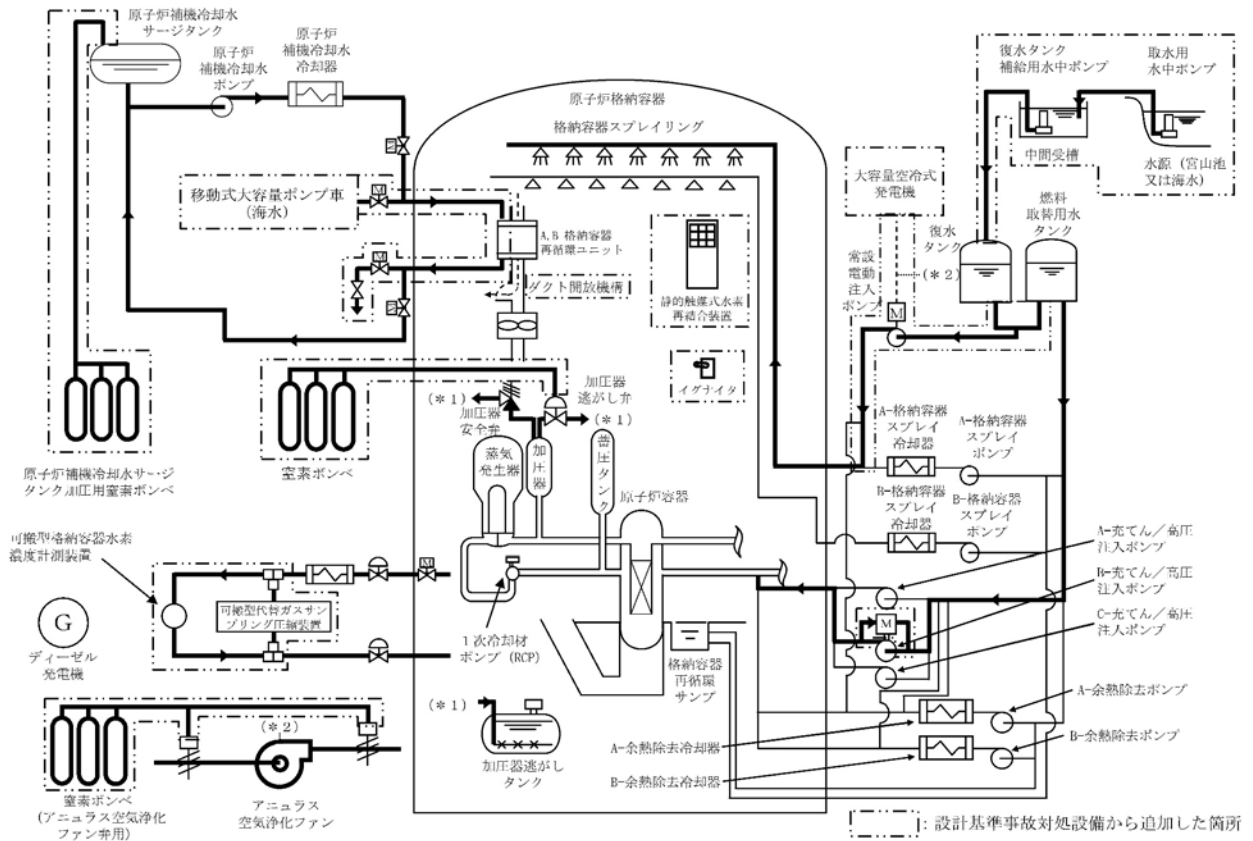 原子炉補機冷却水
サージタンク
原子炉
補機冷却水
ポンプ
原子炉
補機冷却水
冷却器
原子炉格納容器
格納容器スプレイリング
復水タンク
補給用水中ポンプ
取水用
水中ポンプ
中間受槽
水源(宮山池
又は海水)
移動式大容量ポンプ車
(海水)
M
M
A,B 格納容器
再循環ユニット
ダクト開放機構
静的触媒式水素
再結合装置
イグナイタ
大容量空冷式
発電機
燃料
取替用水
タンク
復水
タンク
常設
電動
注入
ポンプ
(*2)
M
原子炉補機冷却水サージ
タンク加圧用窒素ボンベ
窒素ボンベ
(*1)
加圧器
安全弁
加圧器
逃がし弁
(*1)
蒸気
発生器
加圧器
蓄圧タンク
原子炉容器
A-格納容器
スプレイ
冷却器
A-格納容器
スプレイ
ポンプ
B-格納容器
スプレイ
冷却器
B-格納容器
スプレイ
ポンプ
A-充てん/高圧
注入ポンプ
B-充てん/高圧
注入ポンプ
C-充てん/高圧
注入ポンプ
M
可搬型格納容器水素
濃度計測装置
M
可搬型代替ガスサン
プリング圧縮装置
G
ディーゼル
発電機
1次冷却材
ポンプ(RCP)
格納容器
再循環
サンプ
A-余熱除去ポンプ
B-余熱除去ポンプ
A-余熱除去冷却器
B-余熱除去冷却器
(*1)
加圧器逃がし
タンク
(*2)
窒素ボンベ
(アニュラス空気浄化
ファン弁用)
アニュラス
空気浄化ファン
:設計基準事故対処設備から追加した箇所